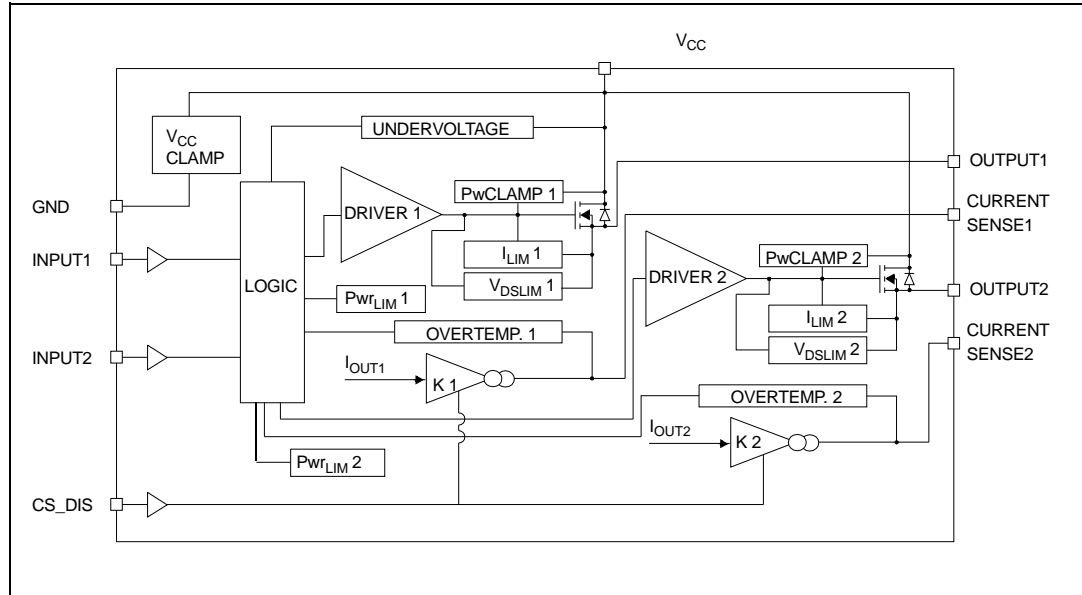 VCC
VCC
CLAMP
UNDERVOLTAGE
OUTPUT1
PwCLAMP 1
GND
DRIVER 1
CURRENT
SENSE1
INPUT1
ILIM 1
PwCLAMP 2
LOGIC
VDSLIM 1
DRIVER 2
PwrLIM 1
OUTPUT2
ILIM 2
OVERTEMP. 1
CURRENT
SENSE2
INPUT2
VDSLIM 2
IOUT1
K 1
OVERTEMP. 2
IOUT2
K 2
PwrLIM 2
CS_DIS